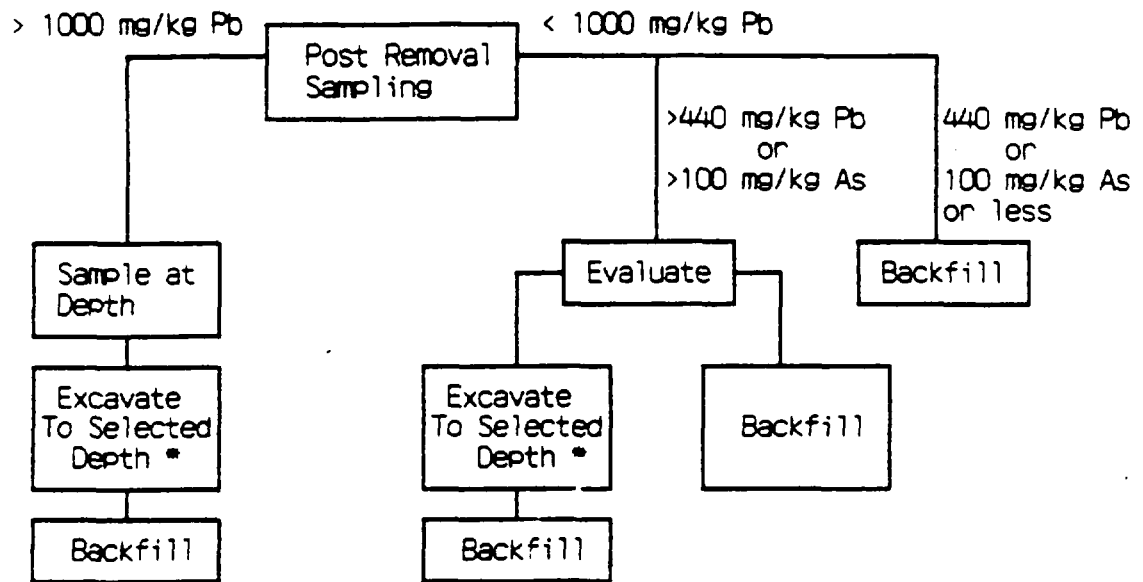 > 1000 mg/kg Pb
< 1000 mg/kg Pb
Post Removal
Sampling
>440 mg/kg Pb
or
>100 mg/kg As
440 mg/kg Pb
or
100 mg/kg As
or less
Sample at
Depth
Evaluate
Backfill
Excavate
To Selected
Depth *
Excavate
To Selected
Depth *
Backfill
Backfill
Backfill